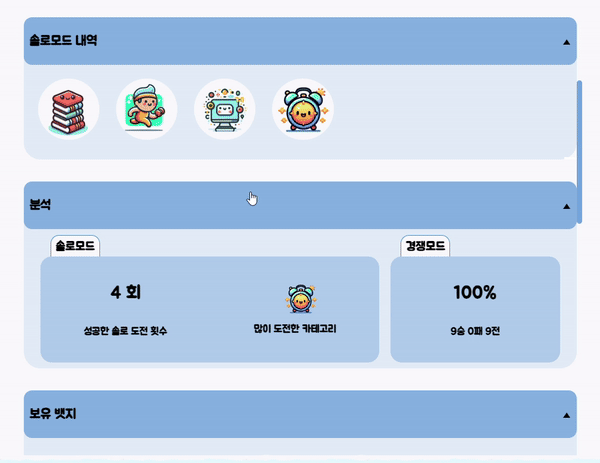 솔로모드 내역
분석
솔로모드
경쟁모드
4 회
100%
성공한 솔로 도전 횟수
많이 도전한 카테고리
9승 0패 9전
보유 뱃지